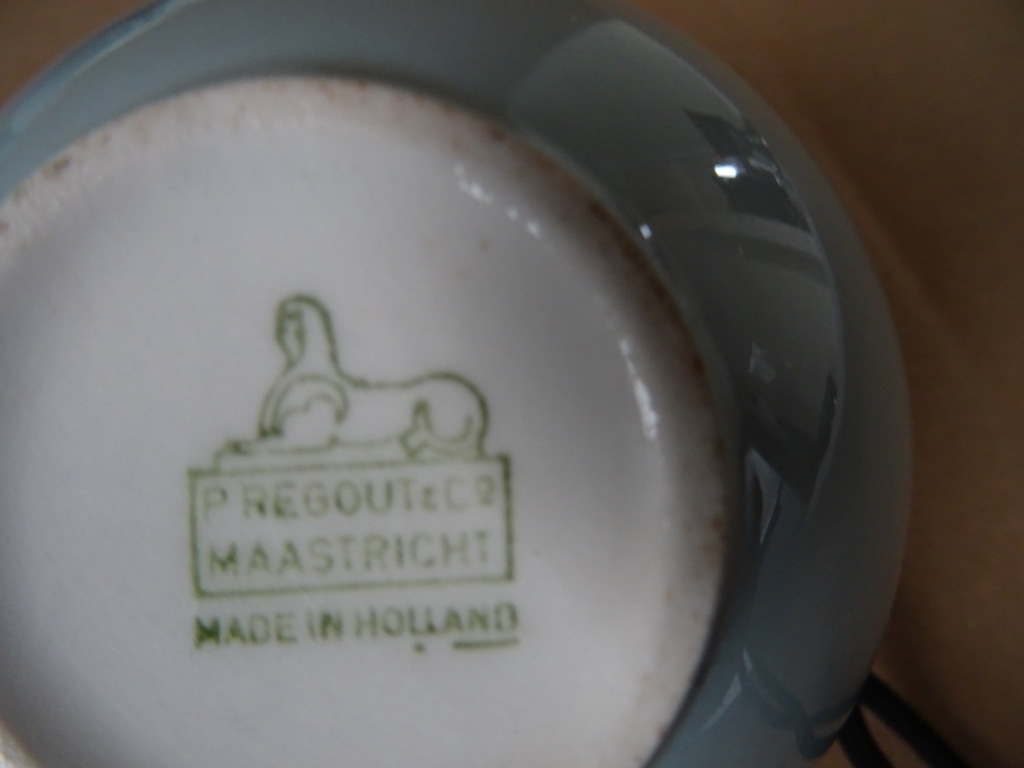 P. REGOUT & Cº
MAASTRICHT
MADE IN HOLLAND